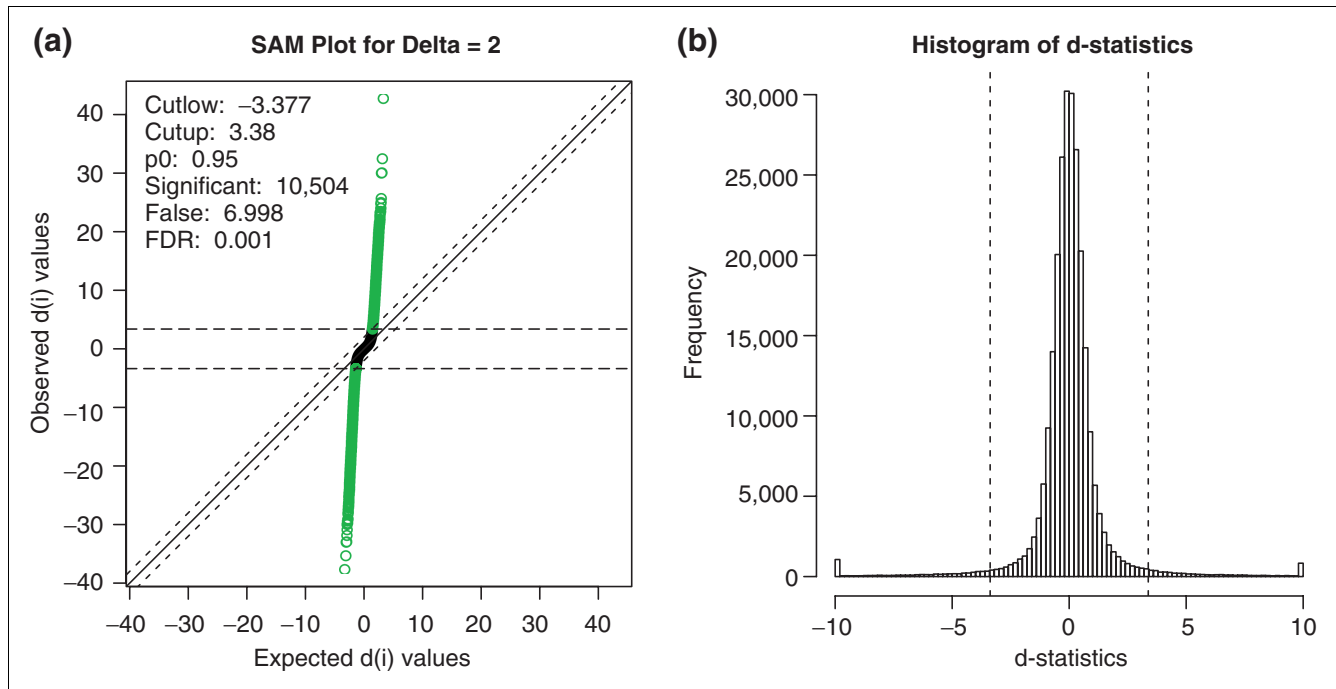 (a)
SAM Plot for Delta = 2
Cutlow: −3.377
Cutup: 3.38
p0: 0.95
Significant: 10,504
False: 6.998
FDR: 0.001
Observed d(i) values
40
30
20
10
0
−10
−20
−30
−40
−40 −30 −20 −10 0 10 20 30 40
Expected d(i) values
(b)
Histogram of d-statistics
Frequency
30,000
25,000
20,000
15,000
10,000
5,000
0
−10 −5 0 5 10
d-statistics